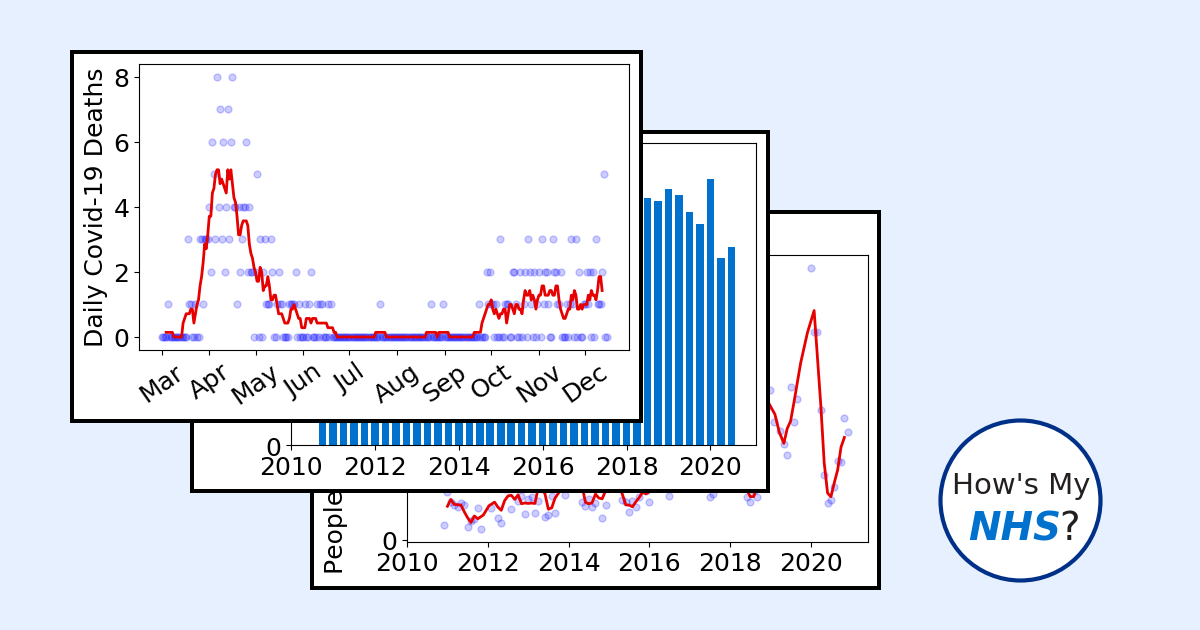 Daily Covid-19 Deaths
8
6
4
2
0
Mar Apr May Jun Jul Aug Sep Oct Nov Dec
0
2010 2012 2014 2016 2018 2020
People
0
2010 2012 2014 2016 2018 2020
How's My
NHS?